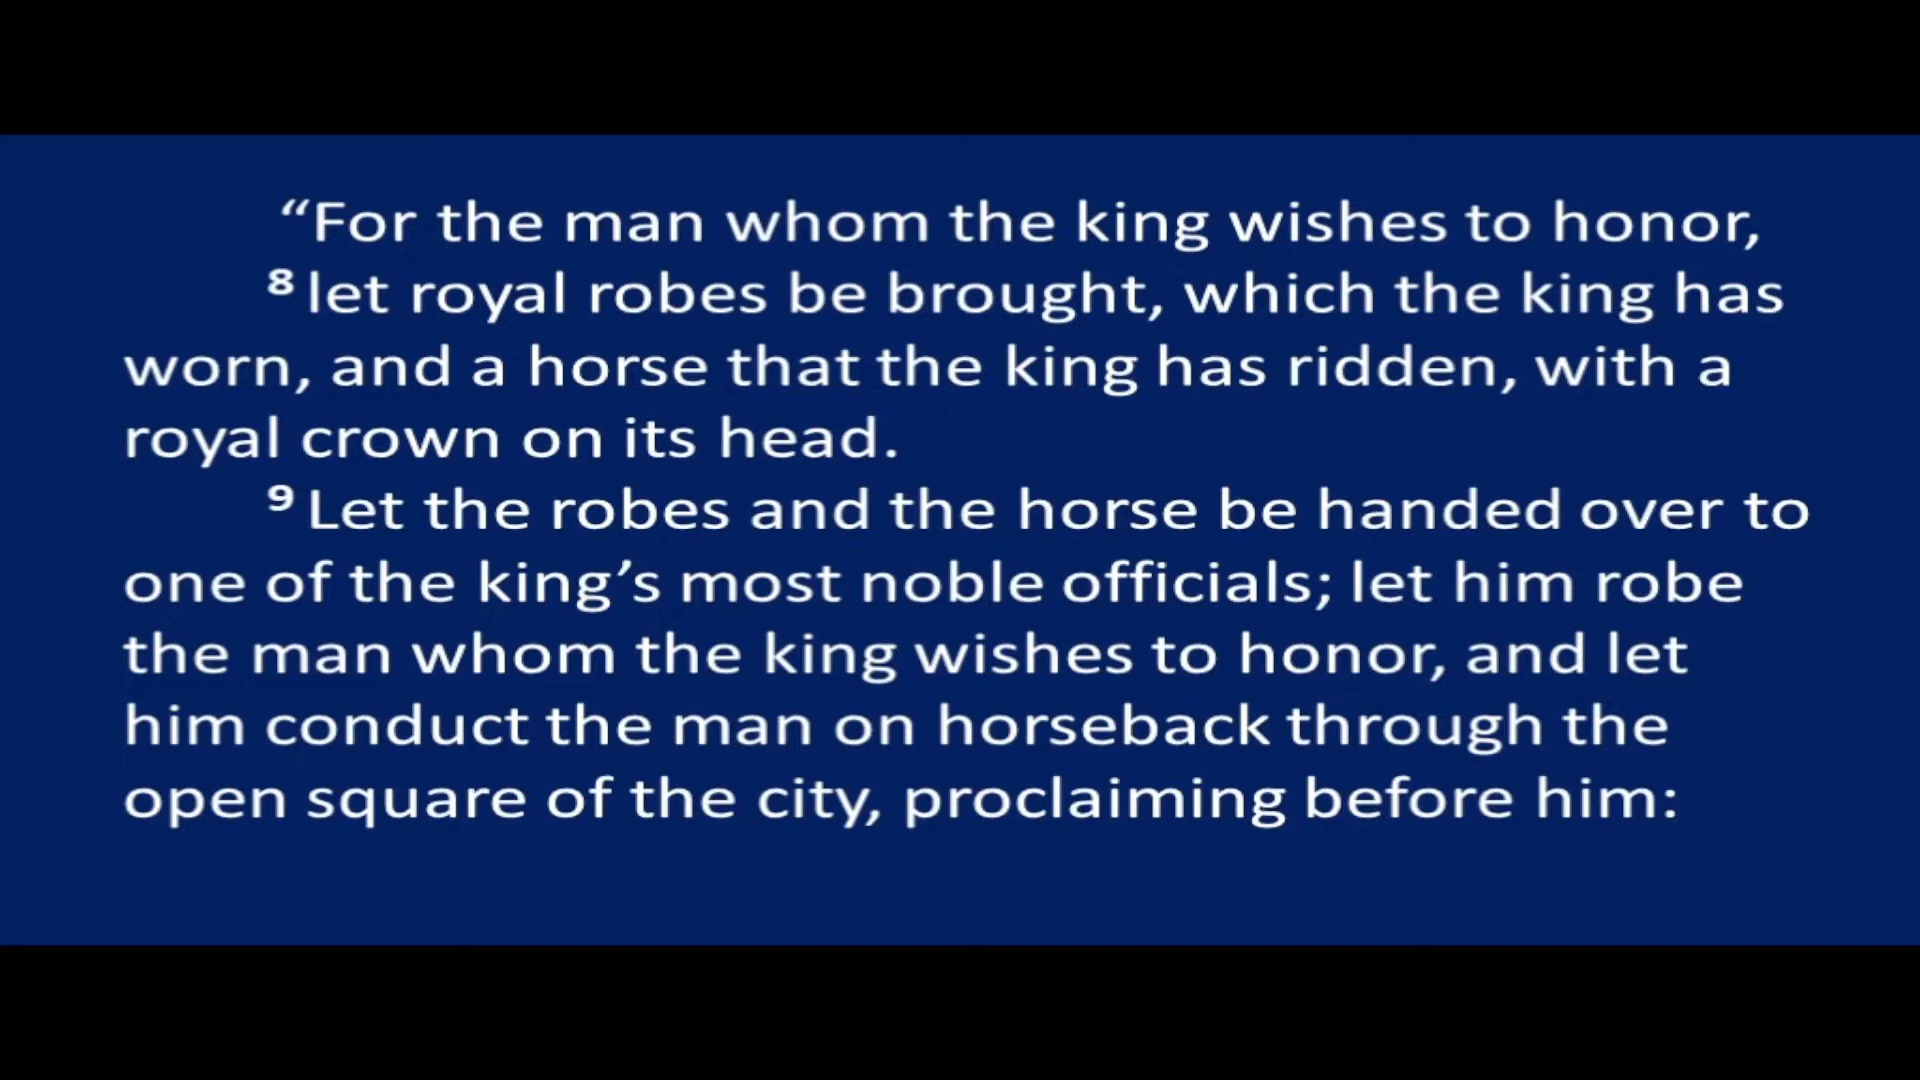 “For the man whom the king wishes to honor,
⁸ let royal robes be brought, which the king has
worn, and a horse that the king has ridden, with a
royal crown on its head.
⁹ Let the robes and the horse be handed over to
one of the king’s most noble officials; let him robe
the man whom the king wishes to honor, and let
him conduct the man on horseback through the
open square of the city, proclaiming before him: